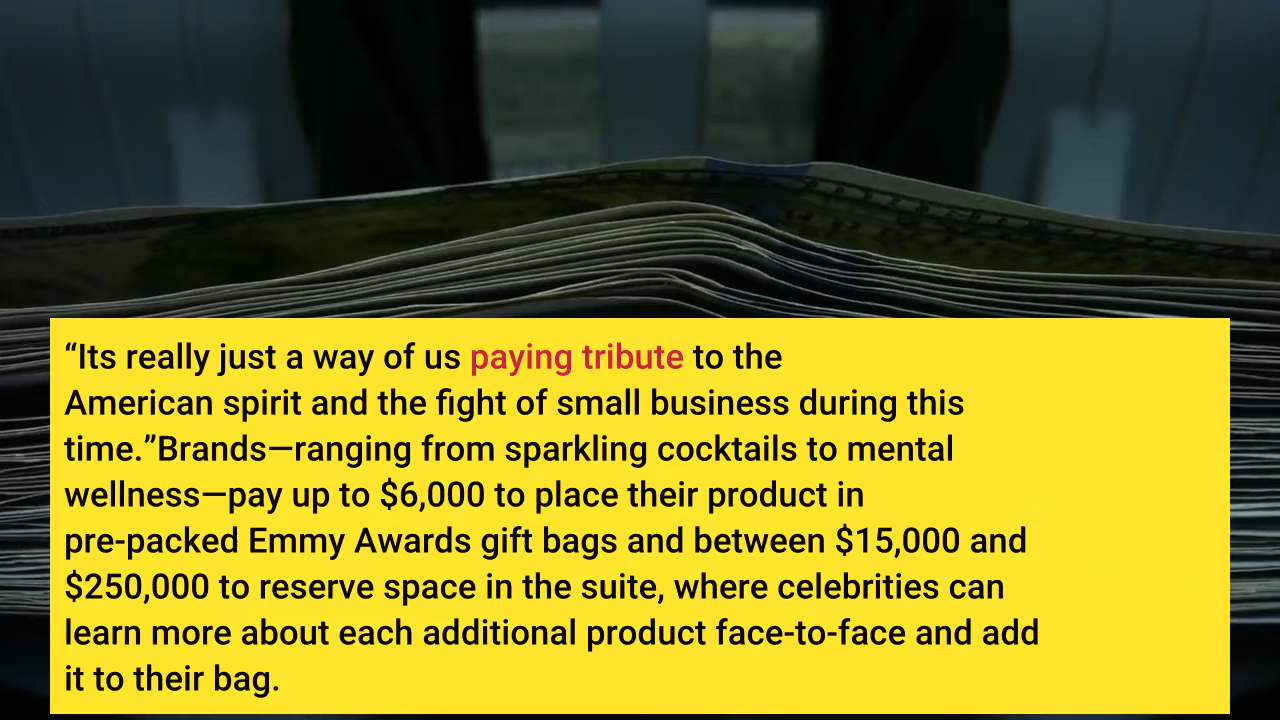 “Its really just a way of us paying tribute to the
American spirit and the fight of small business during this
time.”Brands—ranging from sparkling cocktails to mental
wellness—pay up to $6,000 to place their product in
pre-packed Emmy Awards gift bags and between $15,000 and
$250,000 to reserve space in the suite, where celebrities can
learn more about each additional product face-to-face and add
it to their bag.